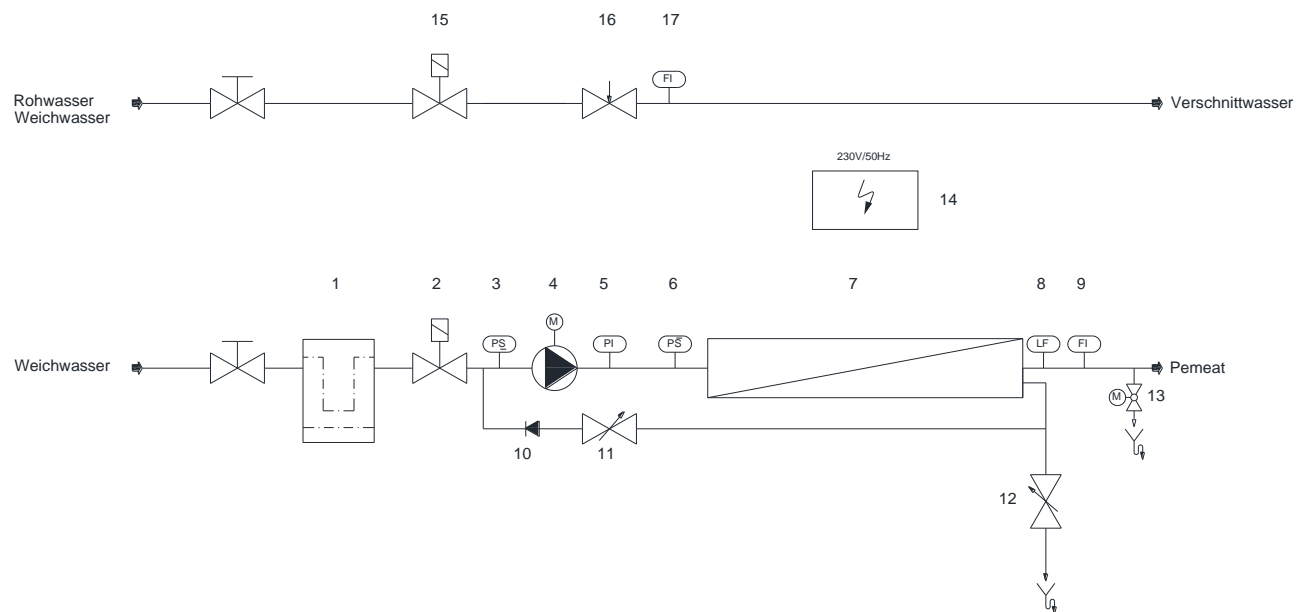 15 16 17
FI
Rohwasser
Weichwasser
Verschnittwasser
230V/50Hz
14
1 2 3 4 5 6 7 8 9
M
PS PI PS LF FI
Weichwasser
Pemeat
M 13
10 11
12